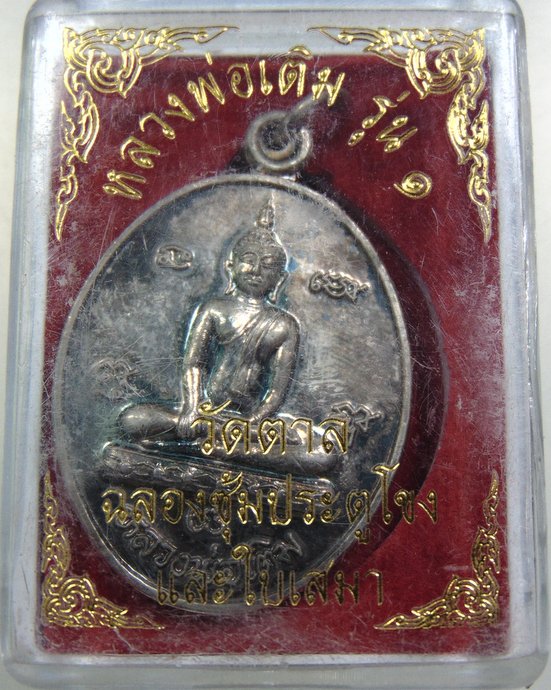 หลวงพ่อเติม รุ่น ๑
วัดตาล
ฉลองซุ้มประตูโขง
และใบเสมา